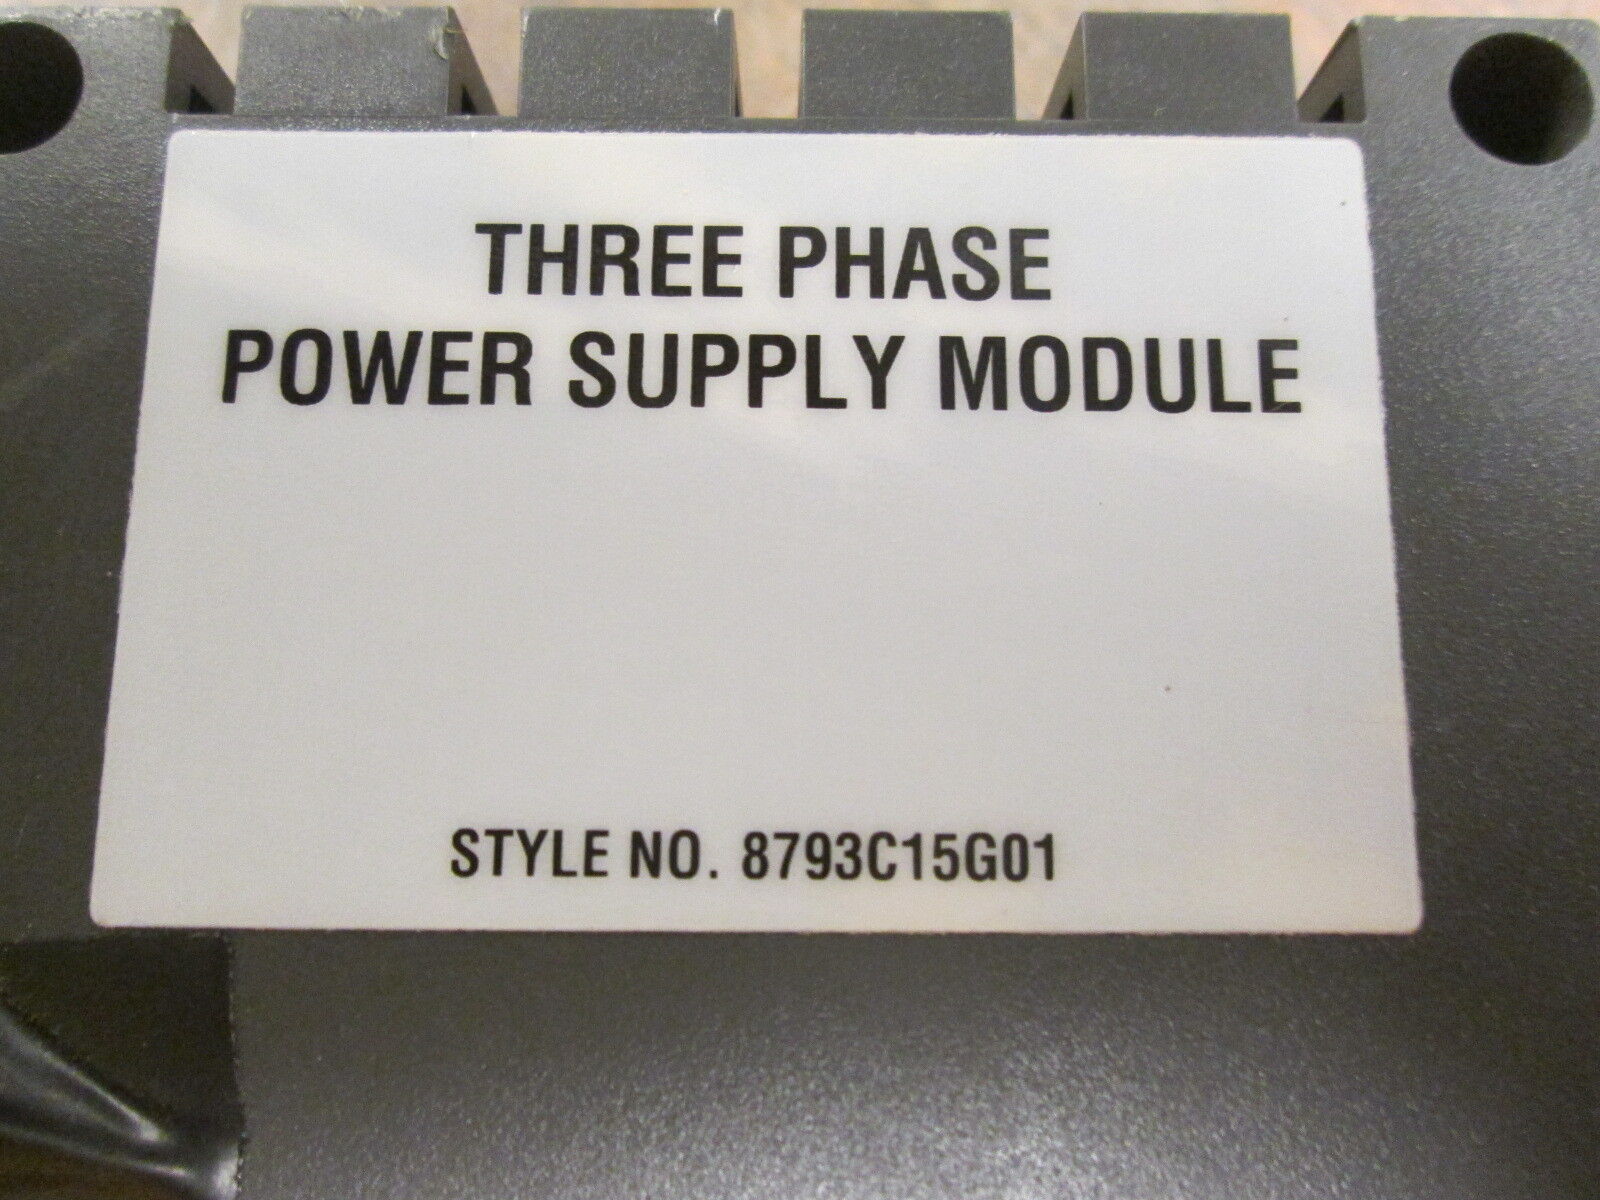 THREE PHASE
POWER SUPPLY MODULE
STYLE NO. 8793C15G01